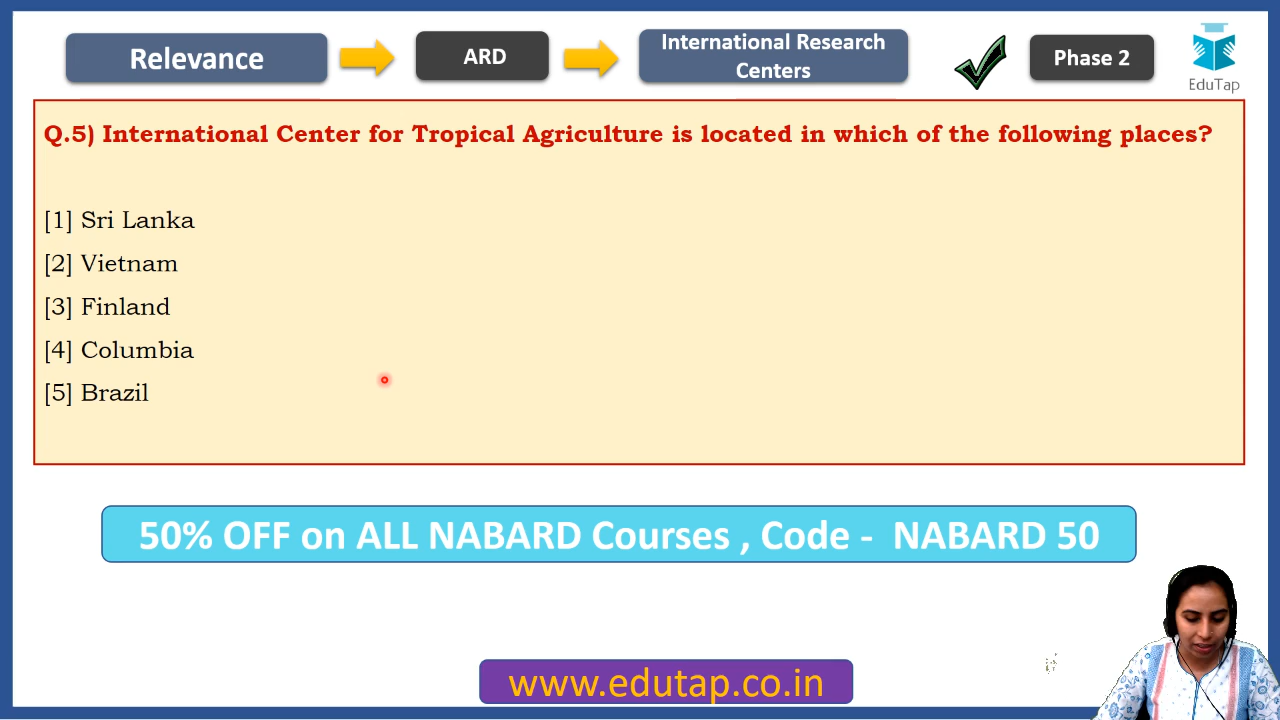 Relevance
ARD
International Research
Centers
Phase 2
EduTap
Q.5) International Center for Tropical Agriculture is located in which of the following places?
[1] Sri Lanka
[2] Vietnam
[3] Finland
[4] Columbia
[5] Brazil
50% OFF on ALL NABARD Courses , Code - NABARD 50
www.edutap.co.in